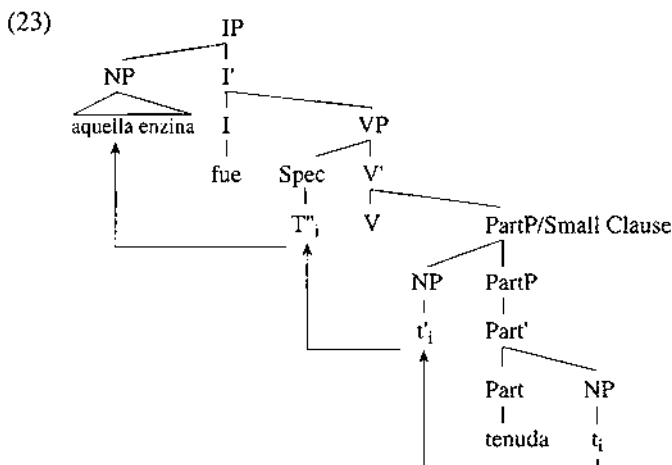 (23)
IP
NP I'
aquella enzina I VP
fue Spec V'
T''i V PartP/Small Clause
NP PartP
t'i Part'
Part NP
tenuda ti